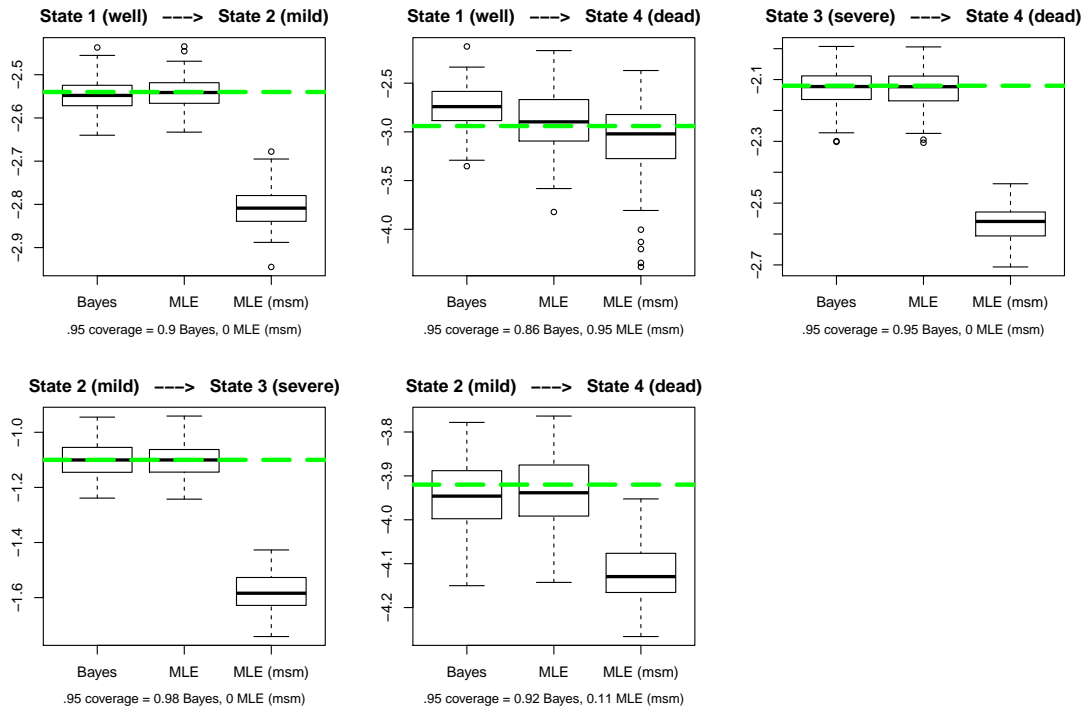 State 1 (well) −−−> State 2 (mild)
−2.5
−2.6
−2.7
−2.8
−2.9
Bayes MLE MLE (msm)
.95 coverage = 0.9 Bayes, 0 MLE (msm)
State 1 (well) −−−> State 4 (dead)
−2.5
−3.0
−3.5
−4.0
Bayes MLE MLE (msm)
.95 coverage = 0.86 Bayes, 0.95 MLE (msm)
State 3 (severe) −−−> State 4 (dead)
−2.1
−2.3
−2.5
−2.7
Bayes MLE MLE (msm)
.95 coverage = 0.95 Bayes, 0 MLE (msm)
State 2 (mild) −−−> State 3 (severe)
−1.0
−1.2
−1.4
−1.6
Bayes MLE MLE (msm)
.95 coverage = 0.98 Bayes, 0 MLE (msm)
State 2 (mild) −−−> State 4 (dead)
−3.8
−3.9
−4.0
−4.1
−4.2
Bayes MLE MLE (msm)
.95 coverage = 0.92 Bayes, 0.11 MLE (msm)